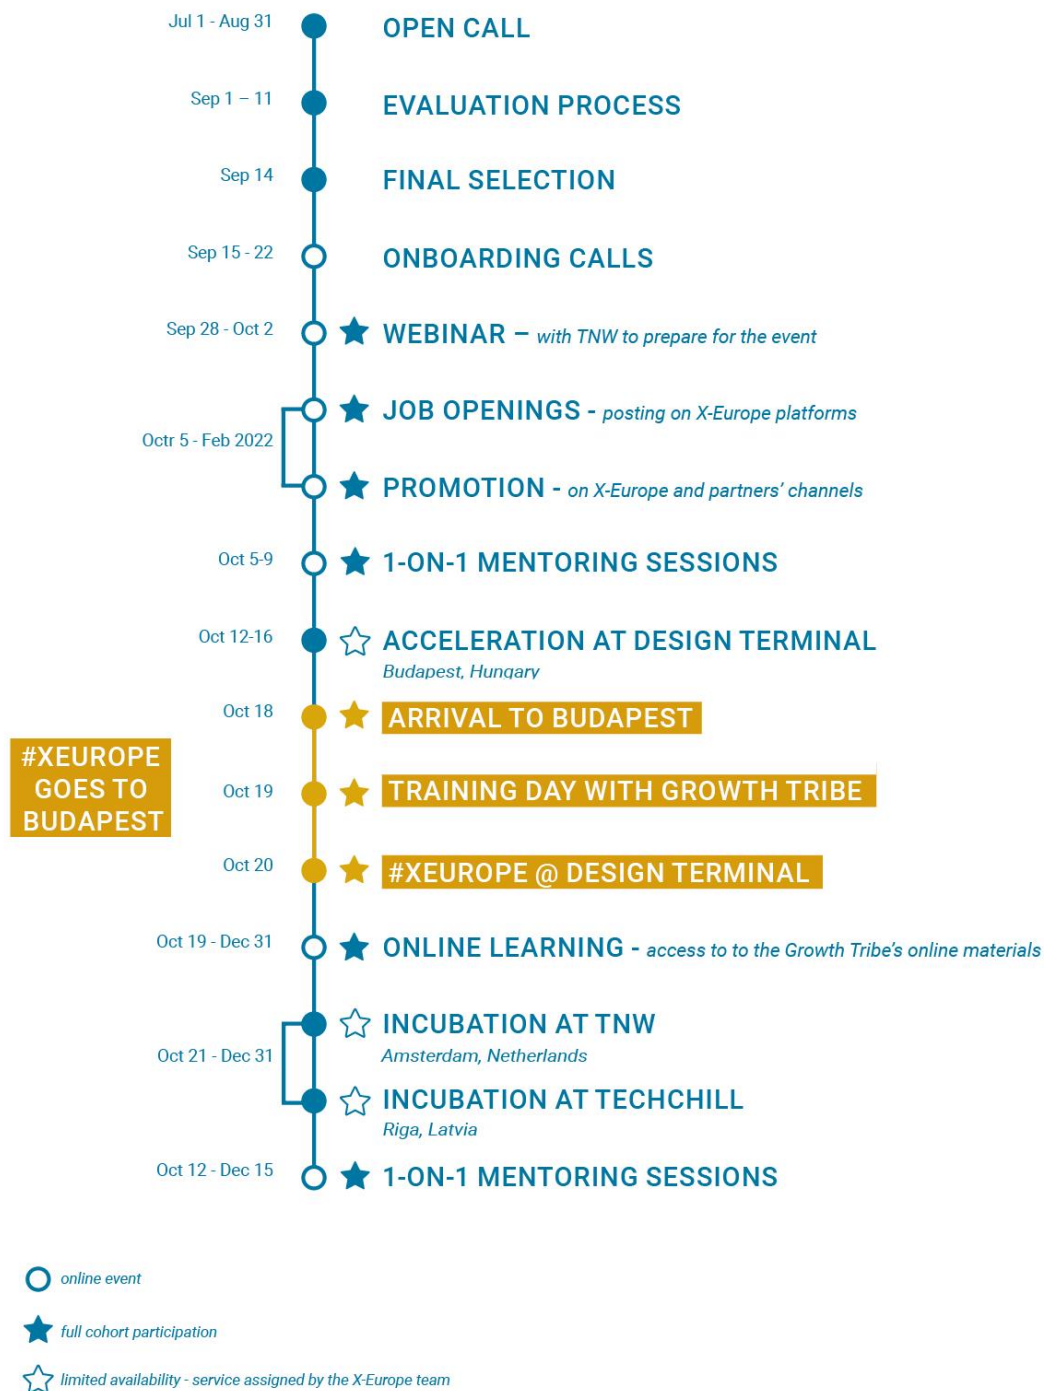 Jul 1 - Aug 31 OPEN CALL
Sep 1 – 11 EVALUATION PROCESS
Sep 14 FINAL SELECTION
Sep 15 - 22 ONBOARDING CALLS
Sep 28 - Oct 2 WEBINAR – with TNW to prepare for the event
JOB OPENINGS - posting on X-Europe platforms
Octr 5 - Feb 2022
PROMOTION - on X-Europe and partners' channels
Oct 5-9 1-ON-1 MENTORING SESSIONS
Oct 12-16 ACCELERATION AT DESIGN TERMINAL
Budapest, Hungary
Oct 18 ARRIVAL TO BUDAPEST
#XEUROPE
GOES TO
BUDAPEST
Oct 19 TRAINING DAY WITH GROWTH TRIBE
Oct 20 #XEUROPE @ DESIGN TERMINAL
Oct 19 - Dec 31 ONLINE LEARNING - access to to the Growth Tribe's online materials
INCUBATION AT TNW
Amsterdam, Netherlands
Oct 21 - Dec 31
INCUBATION AT TECHCHILL
Riga, Latvia
Oct 12 - Dec 15 1-ON-1 MENTORING SESSIONS
online event
full cohort participation
limited availability - service assigned by the X-Europe team